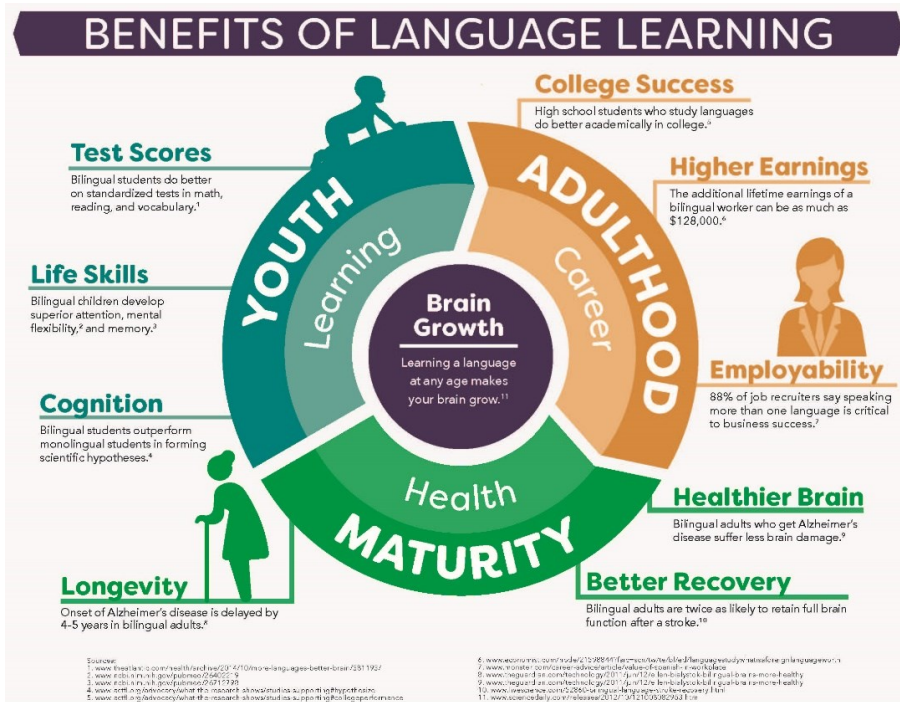 BENEFITS OF LANGUAGE LEARNING
Test Scores
Bilingual students do better
on standardized tests in math,
reading, and vocabulary.¹
Life Skills
Bilingual children develop
superior attention, mental
flexibility,² and memory.³
Cognition
Bilingual students outperform
monolingual students in forming
scientific hypotheses.⁴
YOUTH
Learning
College Success
High school students who study languages
do better academically in college.⁵
Higher Earnings
The additional lifetime earnings of a
bilingual worker can be as much as
$128,000.⁶
Employability
88% of job recruiters say speaking
more than one language is critical
to business success.⁷
ADULTHOOD
Career
Brain
Growth
Learning a language
at any age makes
your brain grow.¹¹
Health
MATURITY
Healthier Brain
Bilingual adults who get Alzheimer's
disease suffer less brain damage.⁹
Better Recovery
Bilingual adults are twice as likely to retain full brain
function after a stroke.¹⁰
Longevity
Onset of Alzheimer's disease is delayed by
4-5 years in bilingual adults.⁸
Sources: